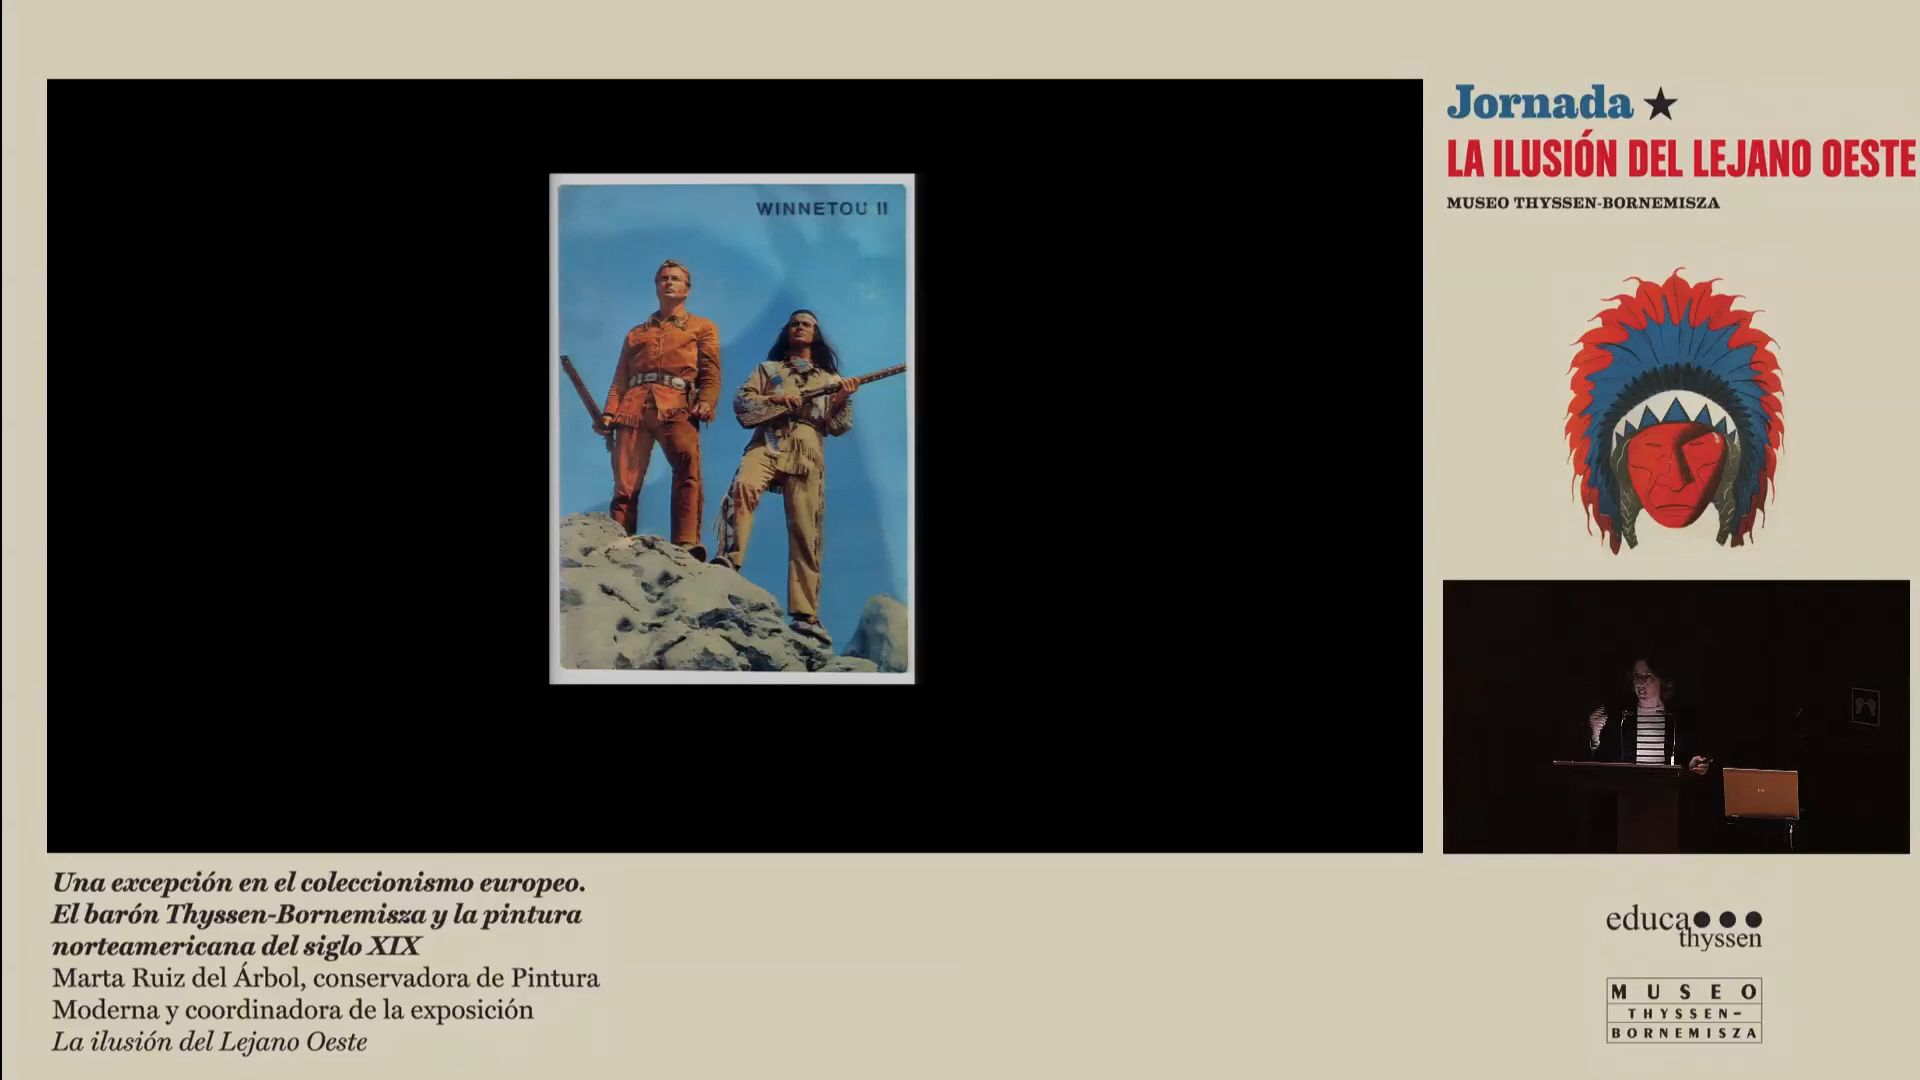 WINNETOU II
Jornada ★
LA ILUSIÓN DEL LEJANO OESTE
MUSEO THYSSEN-BORNEMISZA
Una excepción en el coleccionismo europeo.
El barón Thyssen-Bornemisza y la pintura
norteamericana del siglo XIX
Marta Ruiz del Árbol, conservadora de Pintura
Moderna y coordinadora de la exposición
La ilusión del Lejano Oeste
educa
thyssen
MUSEO
THYSSEN-
BORNEMISZA